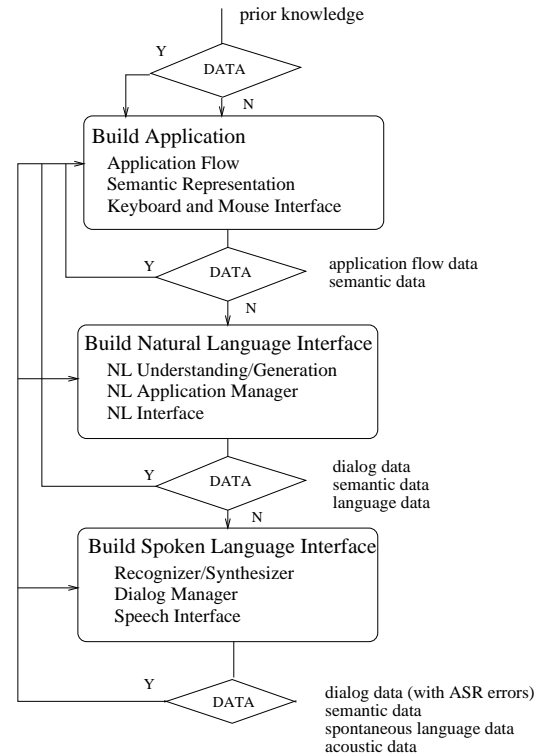 prior knowledge
Y
DATA
N
Build Application
Application Flow
Semantic Representation
Keyboard and Mouse Interface
Y
DATA
N
application flow data
semantic data
Build Natural Language Interface
NL Understanding/Generation
NL Application Manager
NL Interface
Y
DATA
N
dialog data
semantic data
language data
Build Spoken Language Interface
Recognizer/Synthesizer
Dialog Manager
Speech Interface
Y
DATA
dialog data (with ASR errors)
semantic data
spontaneous language data
acoustic data